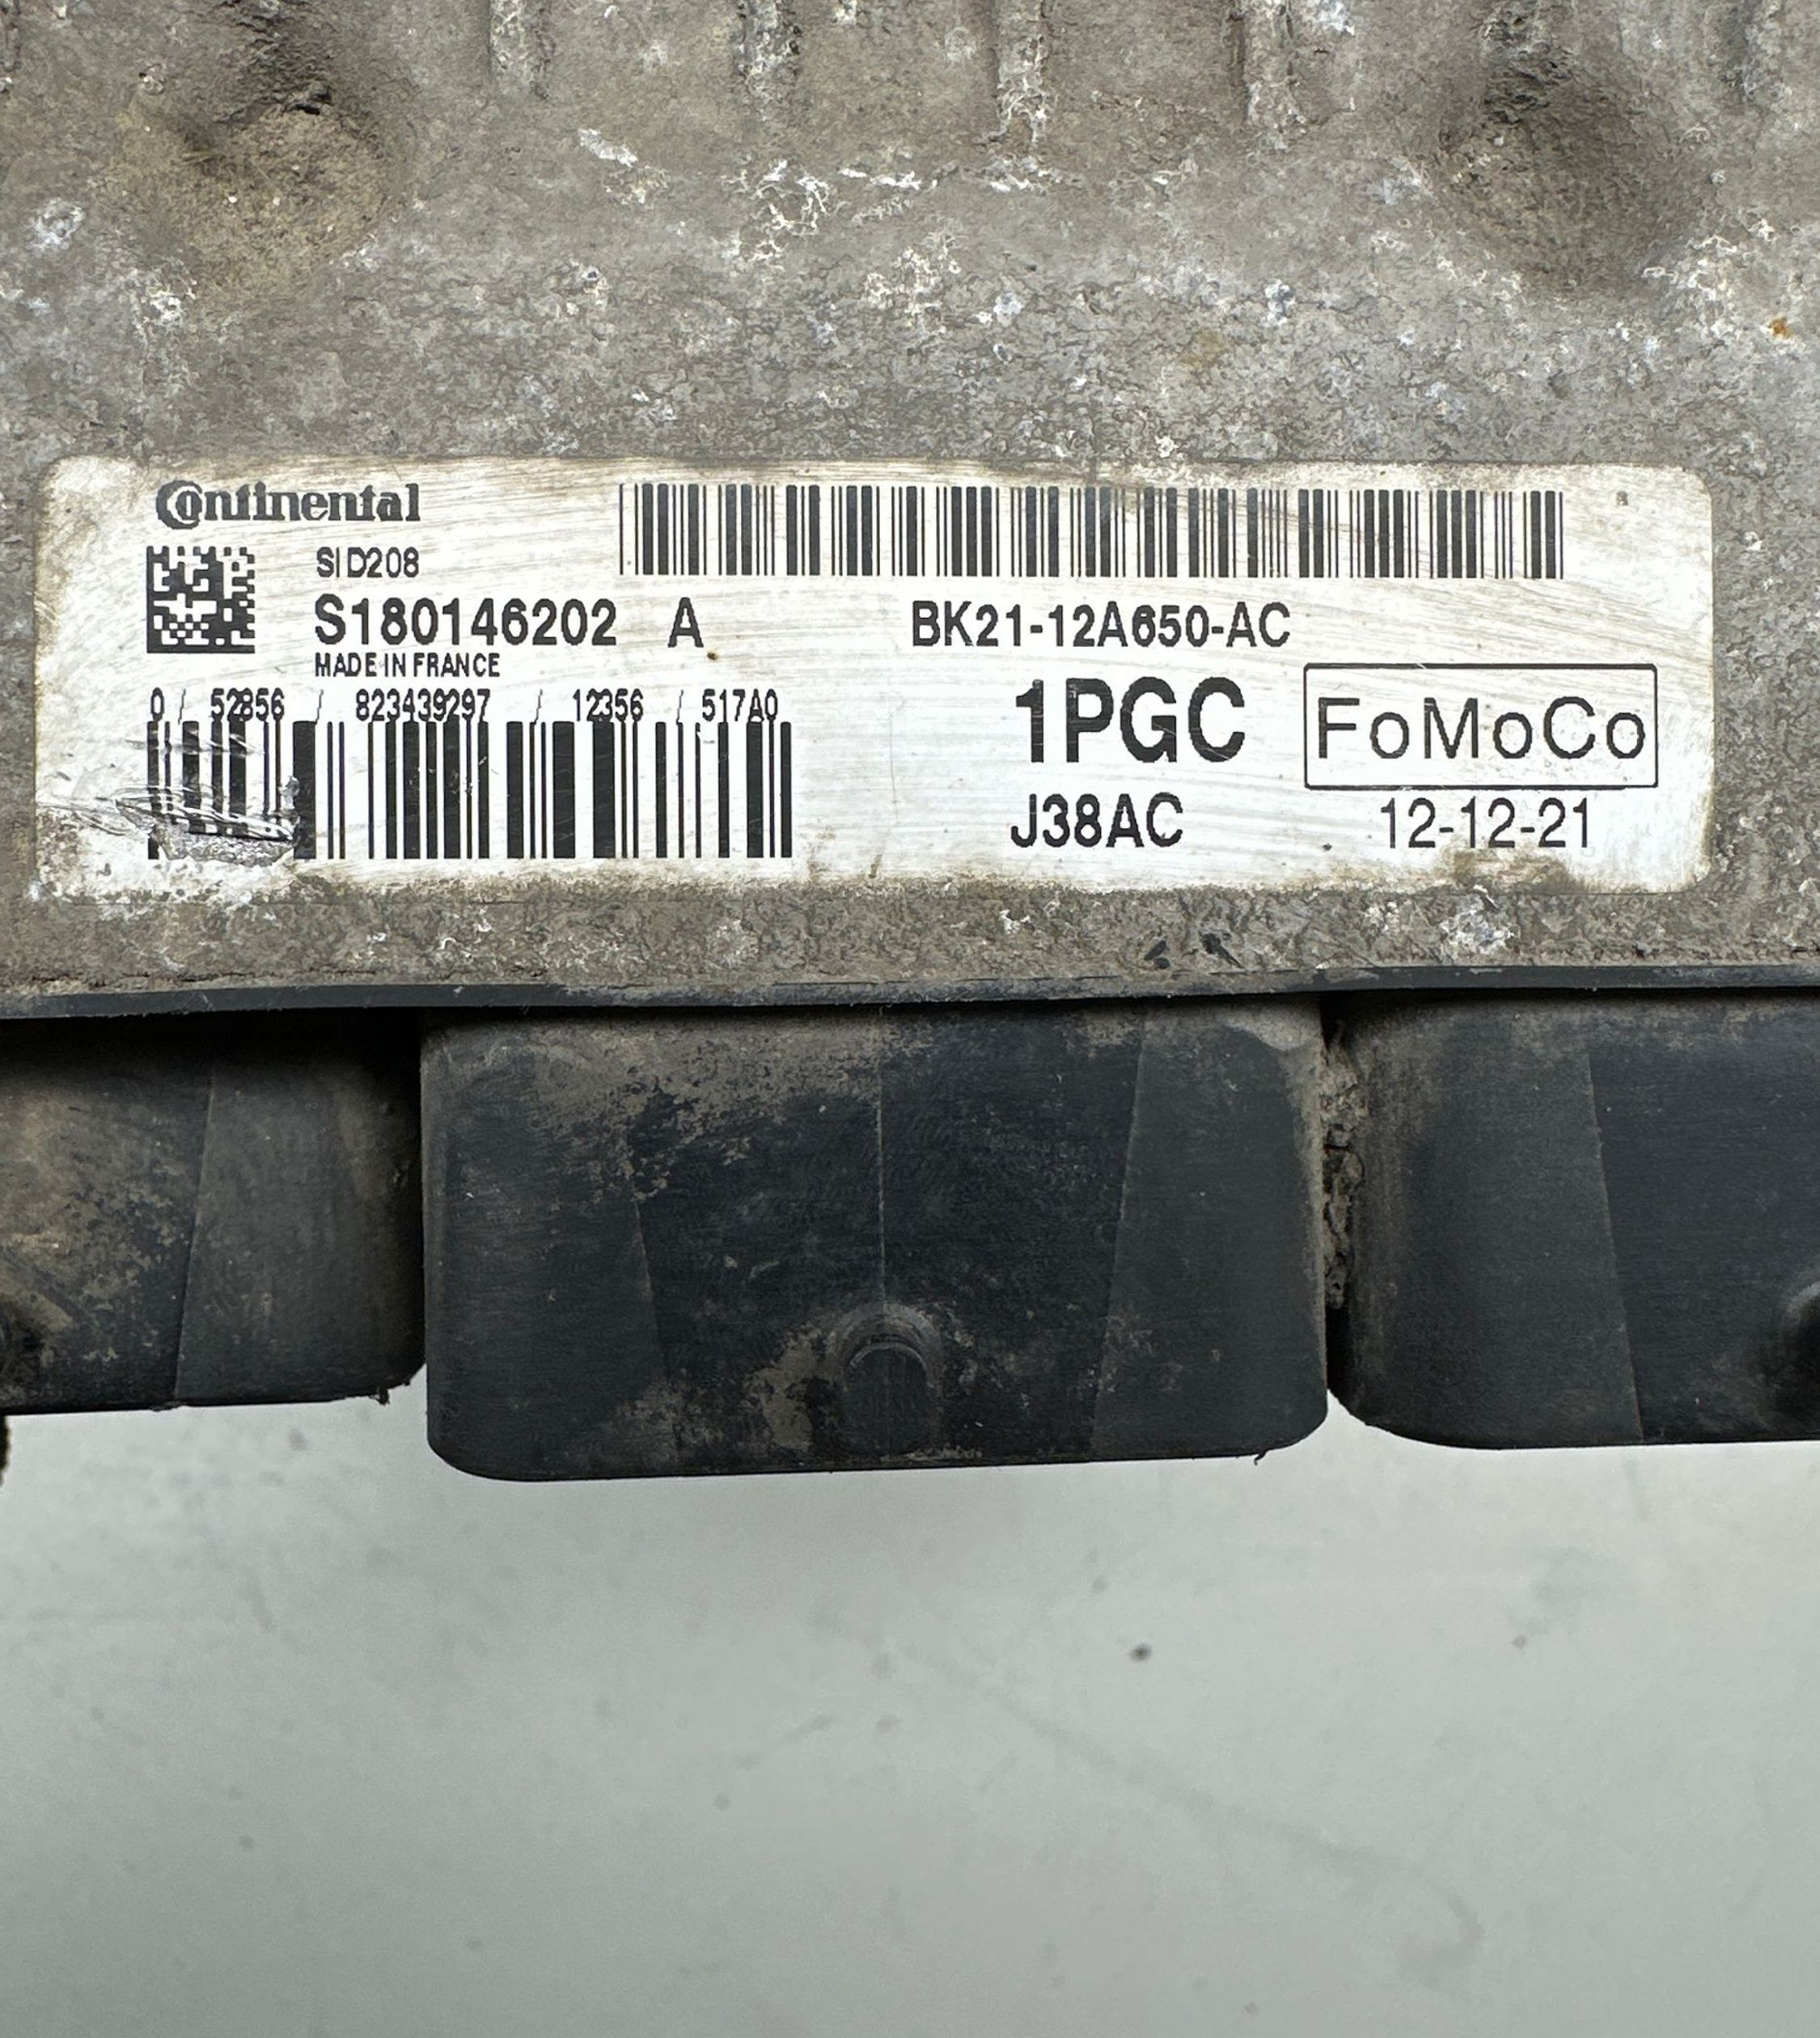 Continental
SID208
S180146202 A
MADE IN FRANCE
0 / 52856 / 823439297 / 12356 / 517A0
BK21-12A650-AC
1PGC
FoMoCo
J38AC
12-12-21